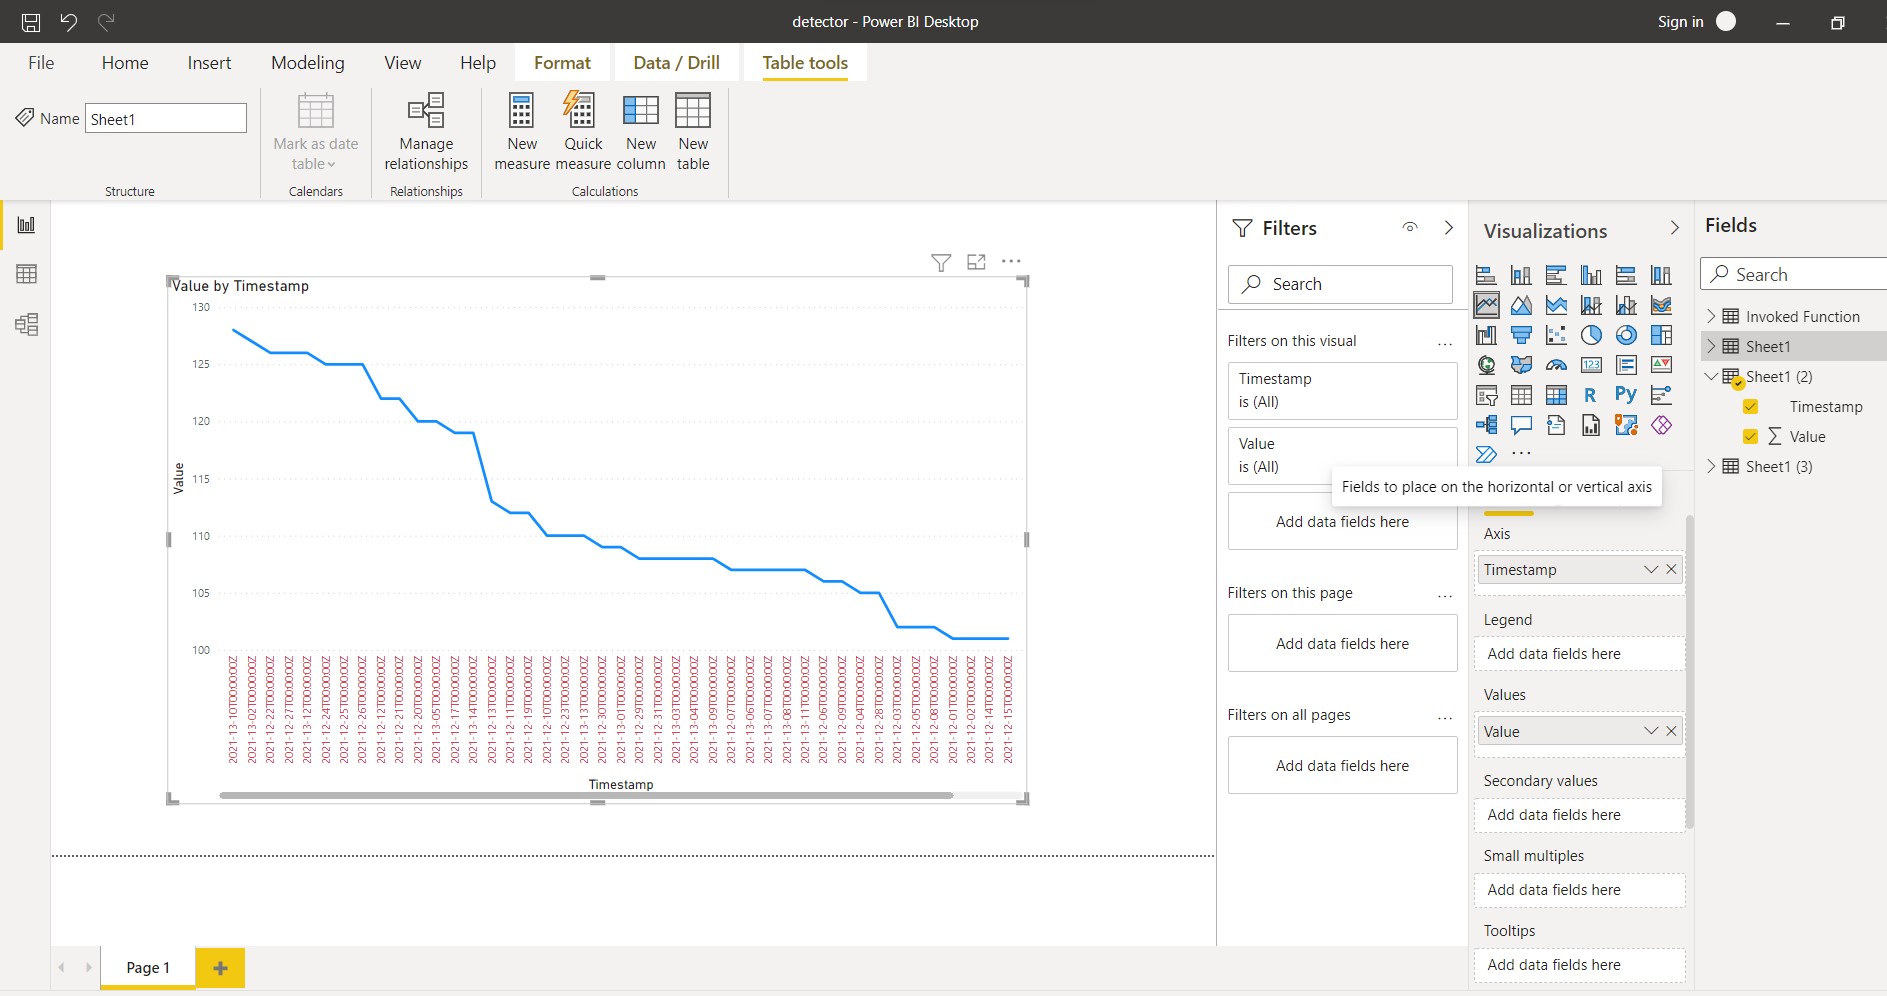 detector - Power BI Desktop
Sign in
File Home Insert Modeling View Help Format Data / Drill Table tools
Name Sheet1
Mark as date table
Manage relationships
New measure
Quick measure
New column
New table
Structure Calendars Relationships Calculations
Value by Timestamp
130
125
120
115
110
105
100
Value
2021-13-10T00:00:00Z
2021-13-02T00:00:00Z
2021-12-22T00:00:00Z
2021-12-27T00:00:00Z
2021-13-12T00:00:00Z
2021-12-24T00:00:00Z
2021-12-25T00:00:00Z
2021-12-26T00:00:00Z
2021-12-12T00:00:00Z
2021-12-21T00:00:00Z
2021-12-20T00:00:00Z
2021-13-05T00:00:00Z
2021-12-17T00:00:00Z
2021-13-14T00:00:00Z
2021-12-13T00:00:00Z
2021-12-11T00:00:00Z
2021-12-19T00:00:00Z
2021-12-10T00:00:00Z
2021-12-23T00:00:00Z
2021-12-30T00:00:00Z
2021-13-01T00:00:00Z
2021-12-29T00:00:00Z
2021-12-31T00:00:00Z
2021-13-03T00:00:00Z
2021-13-04T00:00:00Z
2021-13-09T00:00:00Z
2021-12-07T00:00:00Z
2021-13-06T00:00:00Z
2021-13-07T00:00:00Z
2021-13-08T00:00:00Z
2021-13-11T00:00:00Z
2021-12-06T00:00:00Z
2021-12-09T00:00:00Z
2021-12-04T00:00:00Z
2021-12-28T00:00:00Z
2021-12-03T00:00:00Z
2021-12-05T00:00:00Z
2021-12-08T00:00:00Z
2021-12-01T00:00:00Z
2021-12-02T00:00:00Z
2021-12-14T00:00:00Z
2021-12-15T00:00:00Z
Timestamp
Page 1
Filters
Search
Filters on this visual ...
Timestamp
is (All)
Value
is (All)
Add data fields here
Filters on this page ...
Add data fields here
Filters on all pages ...
Add data fields here
Visualizations
123
R Py
...
Fields to place on the horizontal or vertical axis
Axis
Timestamp
Legend
Add data fields here
Values
Value
Secondary values
Add data fields here
Small multiples
Add data fields here
Tooltips
Add data fields here
Fields
Search
Invoked Function
Sheet1
Sheet1 (2)
Timestamp
∑ Value
Sheet1 (3)